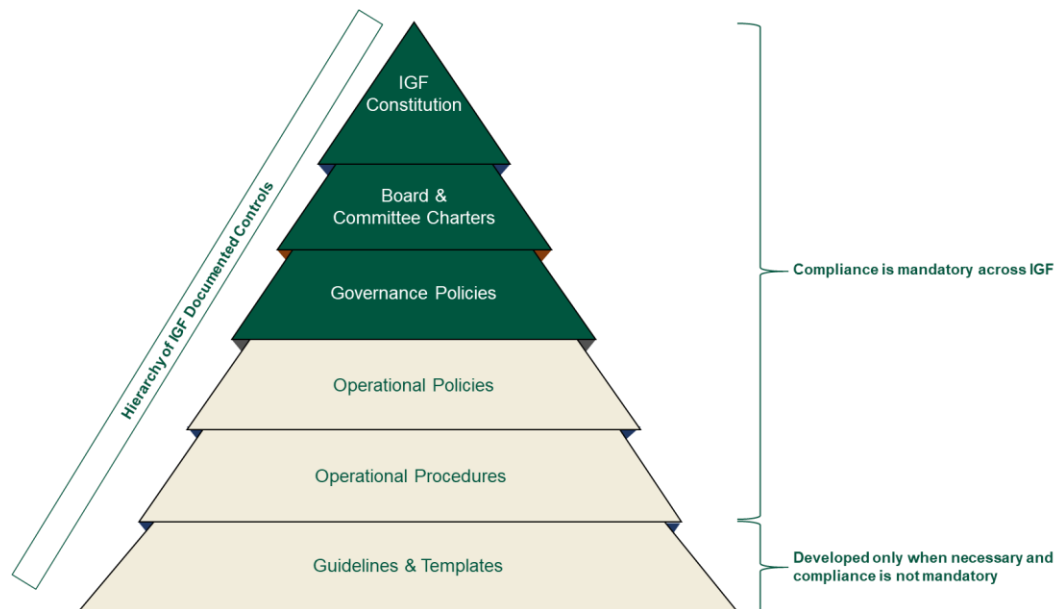 Hierarchy of IGF Documented Controls
IGF
Constitution
Board &
Committee Charters
Governance Policies
Operational Policies
Operational Procedures
Guidelines & Templates
Compliance is mandatory across IGF
Developed only when necessary and
compliance is not mandatory